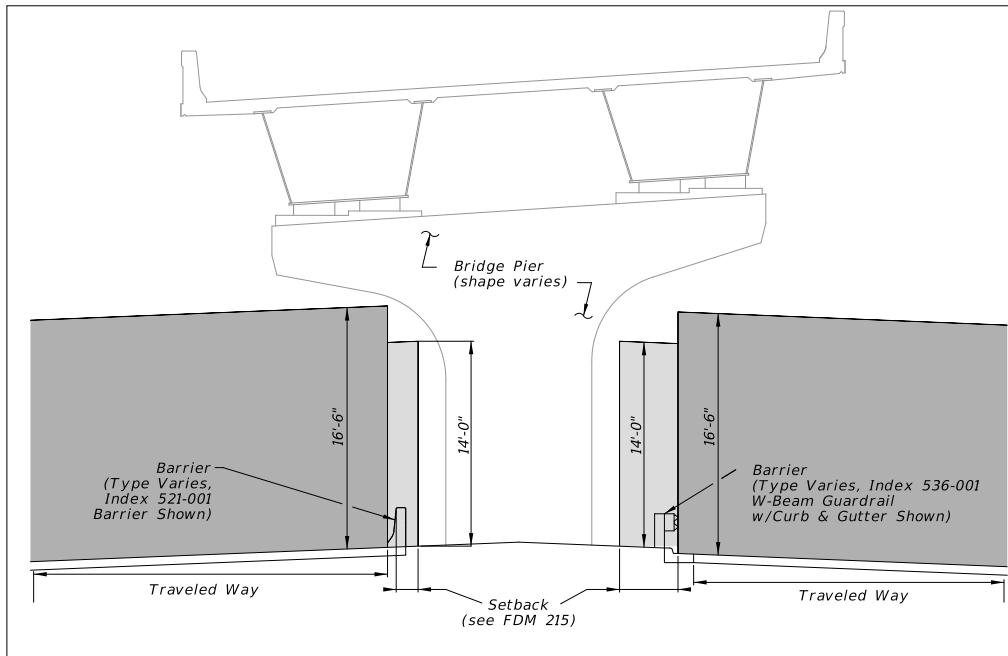 Bridge Pier
(shape varies)
16'-6"
14'-0"
14'-0"
16'-6"
Barrier
(Type Varies,
Index 521-001
Barrier Shown)
Barrier
(Type Varies, Index 536-001
W-Beam Guardrail
w/Curb & Gutter Shown)
Traveled Way
Setback
(see FDM 215)
Traveled Way